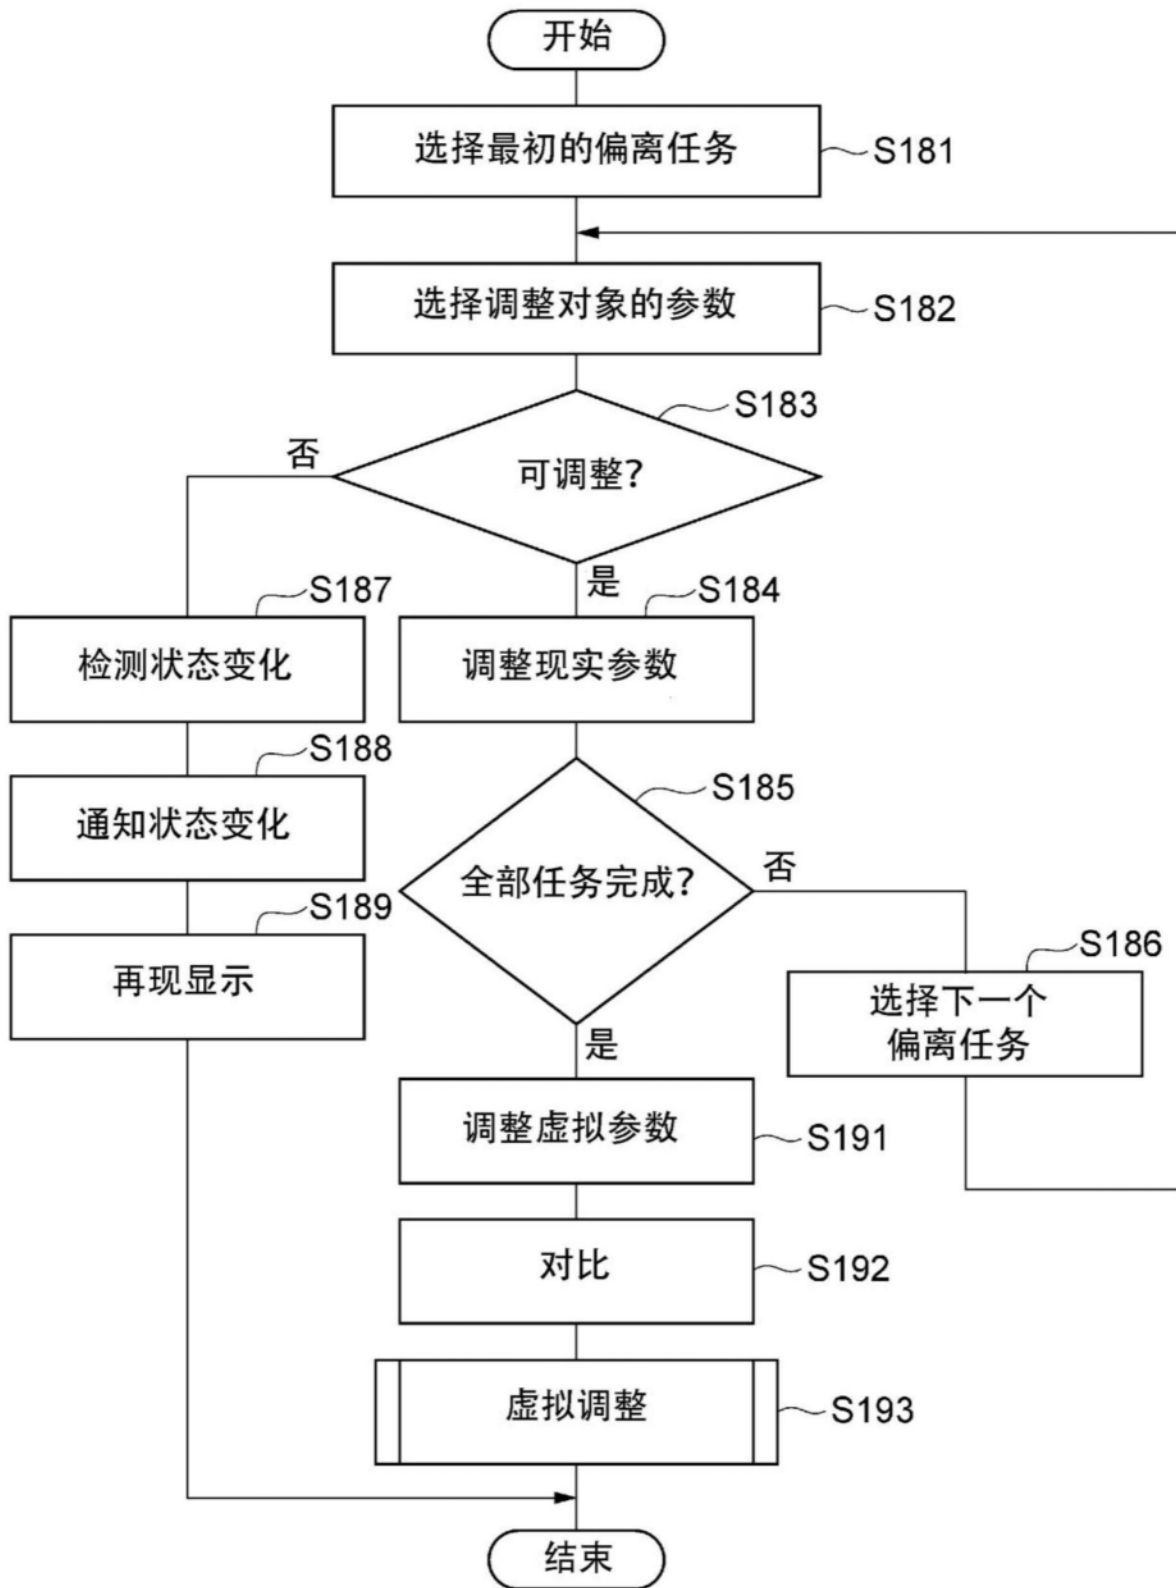 开始
选择最初的偏离任务
S181
选择调整对象的参数
S182
S183
可调整?
否
是
S187
检测状态变化
S184
调整现实参数
S188
通知状态变化
S185
全部任务完成?
否
是
S189
再现显示
S186
选择下一个
偏离任务
调整虚拟参数
S191
对比
S192
虚拟调整
S193
结束